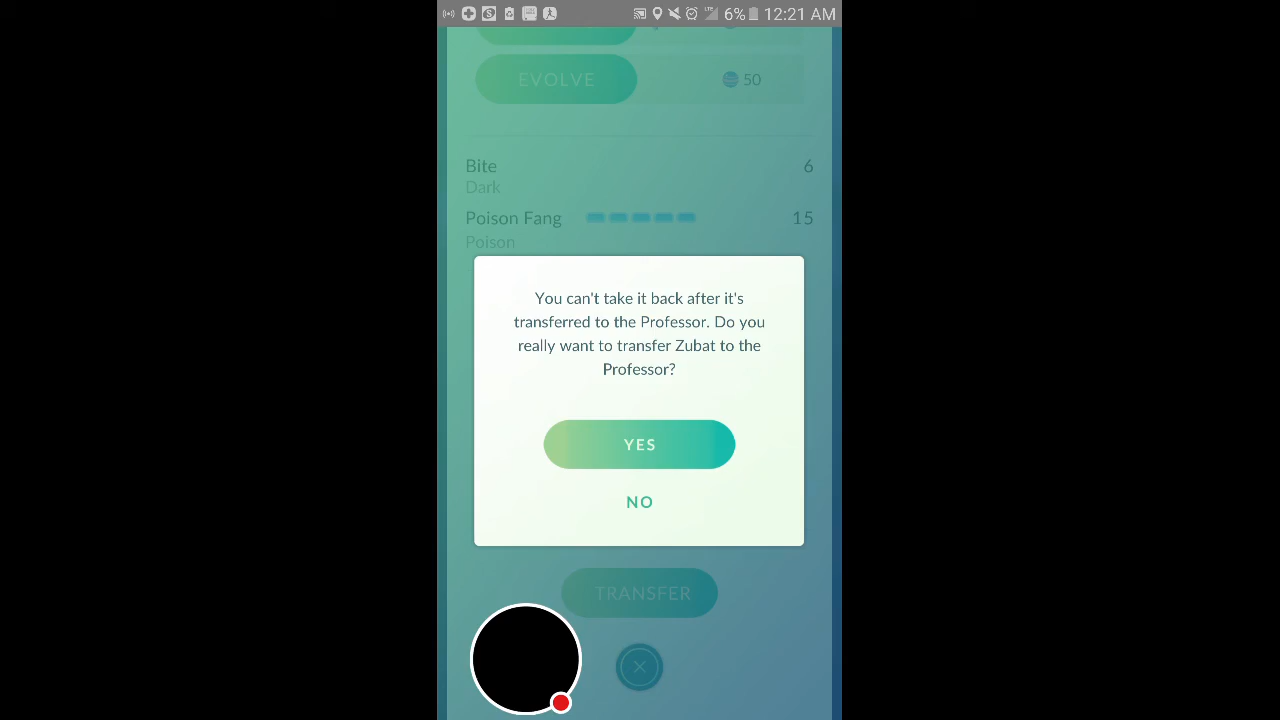 6% 12:21 AM
EVOLVE 50
Bite 6
Dark
Poison Fang 15
Poison
You can't take it back after it's
transferred to the Professor. Do you
really want to transfer Zubat to the
Professor?
YES
NO
TRANSFER